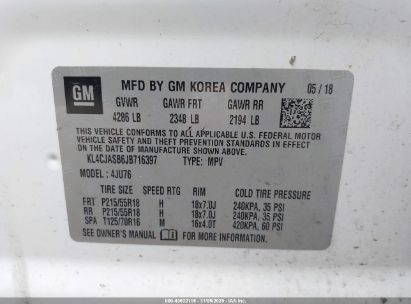 GM
MFD BY GM KOREA COMPANY
05 / 18
GVWR GAWR FRT GAWR RR
4286 LB 2348 LB 2194 LB
THIS VEHICLE CONFORMS TO ALL APPLICABLE U.S. FEDERAL MOTOR
VEHICLE SAFETY AND THEFT PREVENTION STANDARDS IN EFFECT
ON THE DATE OF MANUFACTURE SHOWN ABOVE.
KL4CJASB6JB716397 TYPE: MPV
MODEL : 4JU76
TIRE SIZE SPEED RTG RIM COLD TIRE PRESSURE
FRT P215/55R18 H 18x7.0J 240KPA, 35 PSI
RR P215/55R18 H 18x7.0J 240KPA, 35 PSI
SPA T125/70R16 M 16x4.0T 420KPA, 60 PSI
SEE OWNER'S MANUAL FOR ADDITIONAL INFORMATION